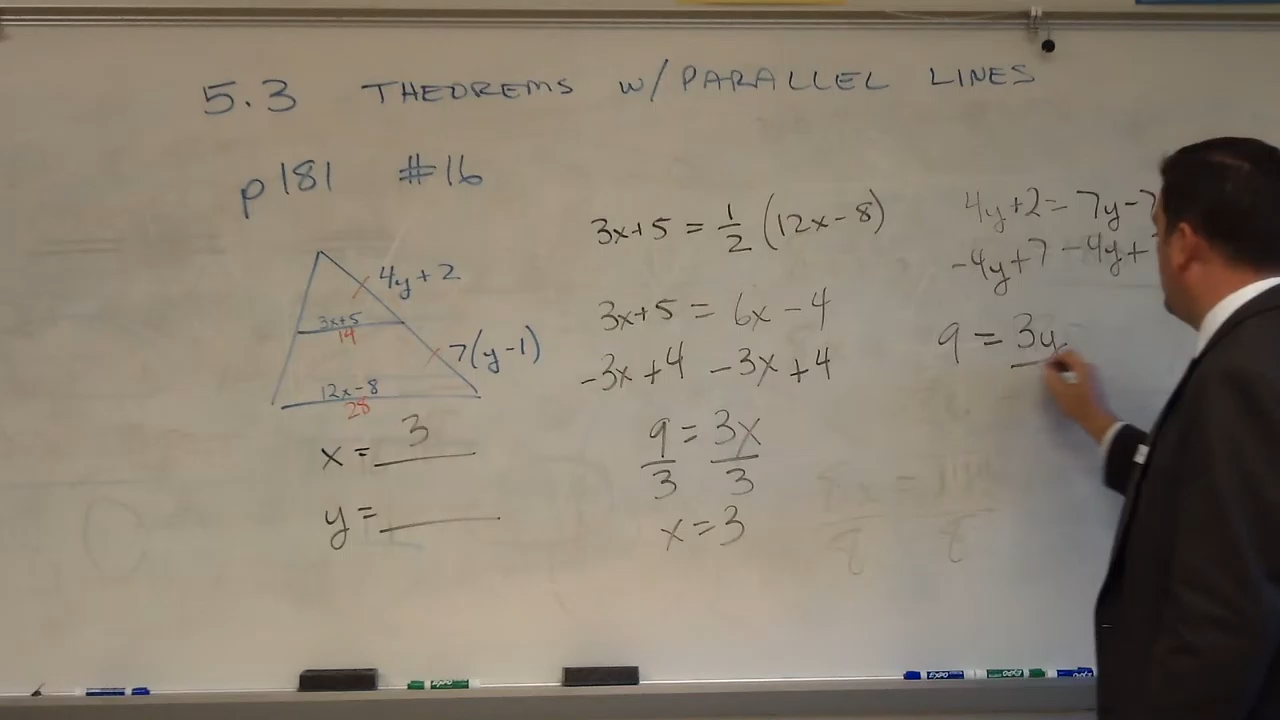 5.3 THEOREMS W/ PARALLEL LINES
p181 #16
4y+2
3x+5
14
7(y-1)
12x-8
28
x = 3
y =
3x+5 = 1/2 (12x-8)
3x+5 = 6x-4
-3x+4 -3x+4
9 = 3x
3 3
x=3
4y+2= 7y-7
-4y+7 -4y+
9 = 3y
EXPO
EXPO